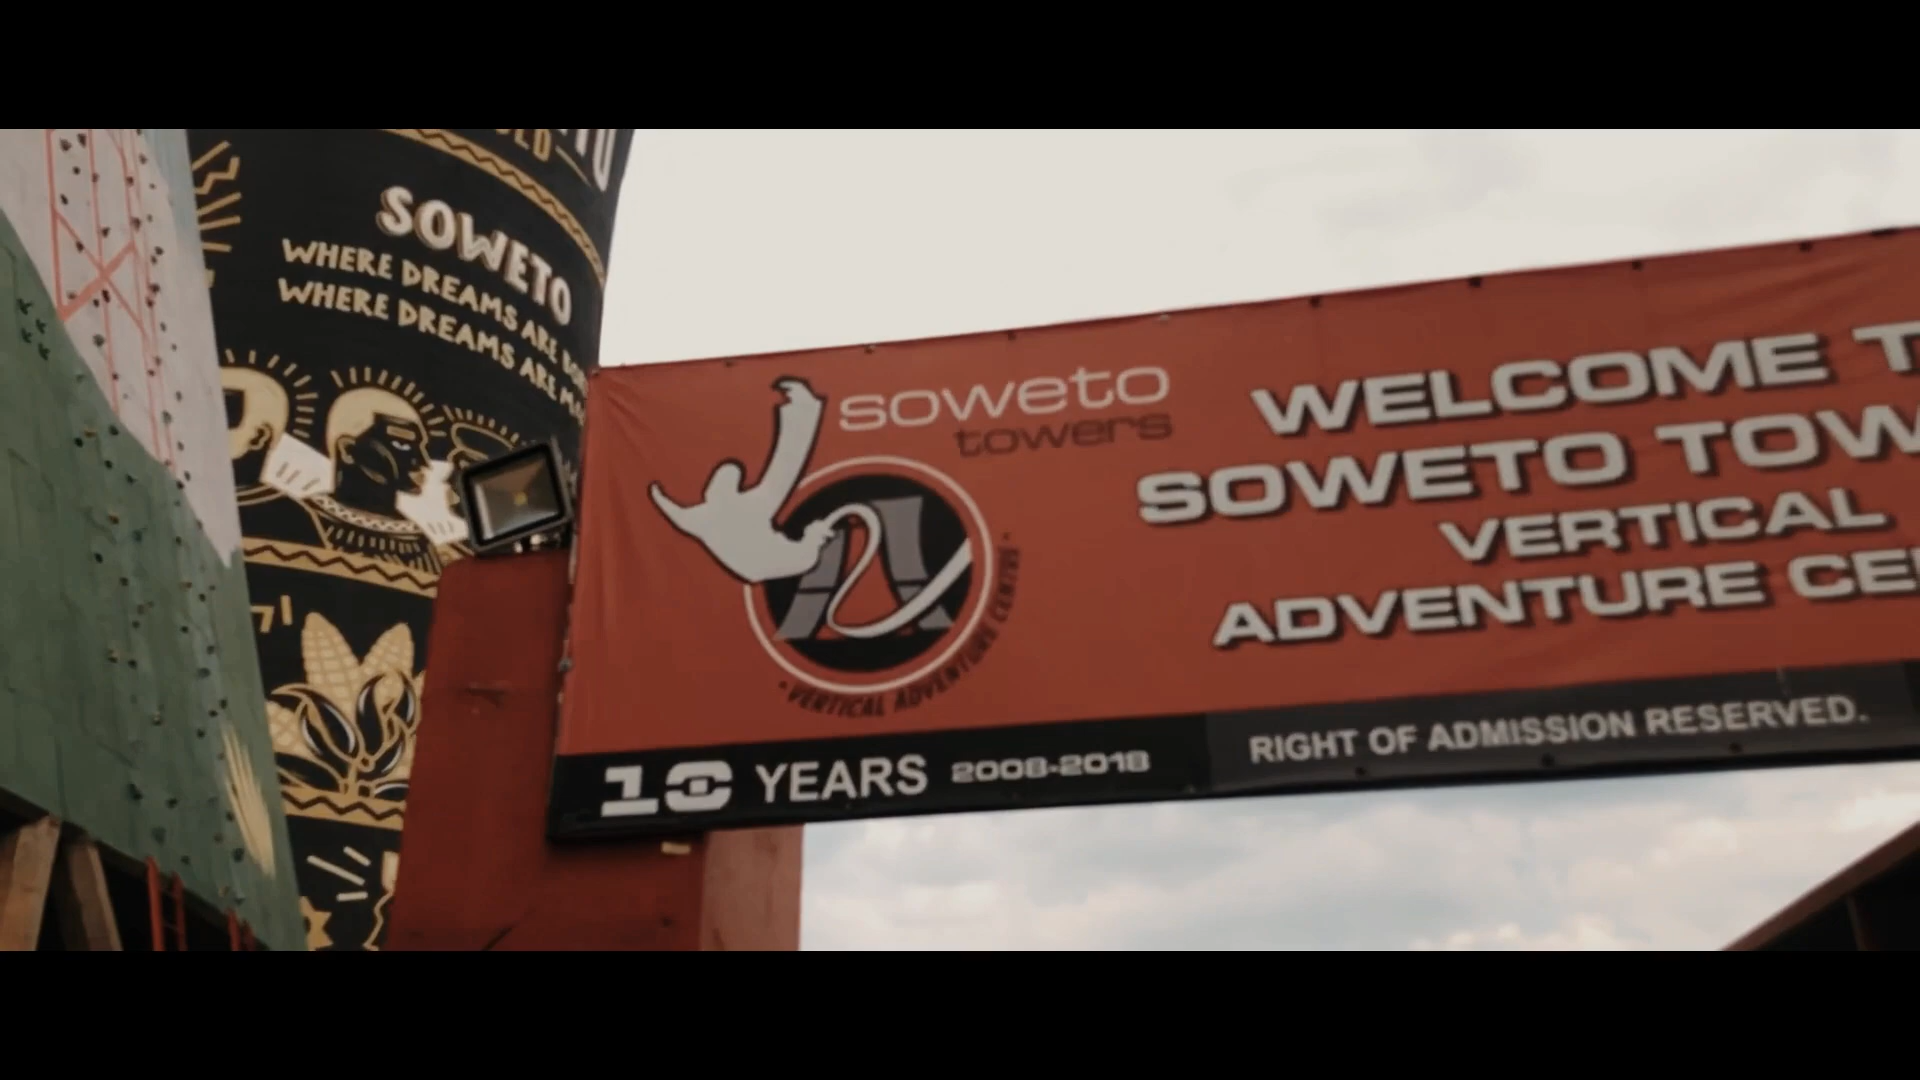 SOWETO
WHERE DREAMS ARE
WHERE DREAMS ARE
soweto
towers
• VERTICAL ADVENTURE CENTRE •
WELCOME T
SOWETO TOW
VERTICAL
ADVENTURE CE
10 YEARS 2008-2018
RIGHT OF ADMISSION RESERVED.